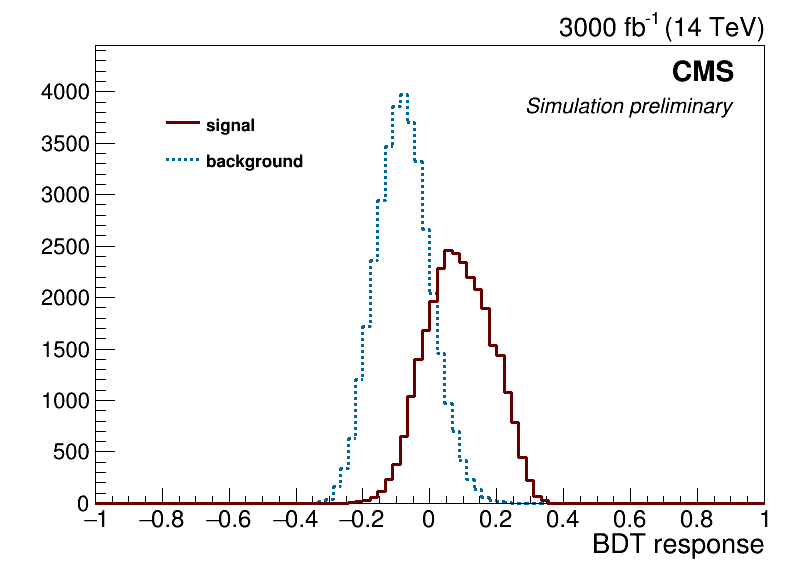 3000 fb⁻¹ (14 TeV)
CMS
Simulation preliminary
signal
background
4000
3500
3000
2500
2000
1500
1000
500
0
−1 −0.8 −0.6 −0.4 −0.2 0 0.2 0.4 0.6 0.8 1
BDT response